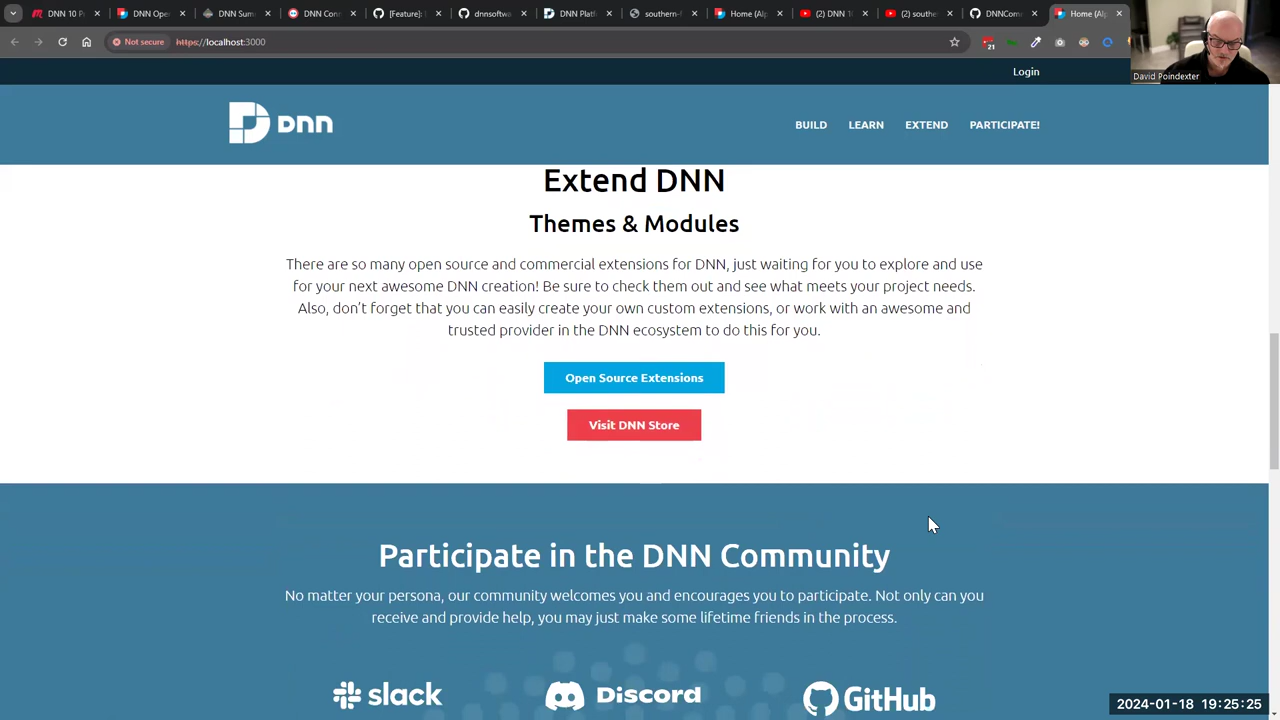 DNN 10 P
DNN Ope
DNN Sum
DNN Con
[Feature]:
dnnsoftw
DNN Platf
southern-
Home (Al
(2) DNN 1
(2) southe
DNNCom
Home (Al
Not secure
https://localhost:3000
21
David Poindexter
Login
DNN
BUILD LEARN EXTEND PARTICIPATE!
Extend DNN
Themes & Modules
There are so many open source and commercial extensions for DNN, just waiting for you to explore and use
for your next awesome DNN creation! Be sure to check them out and see what meets your project needs.
Also, don't forget that you can easily create your own custom extensions, or work with an awesome and
trusted provider in the DNN ecosystem to do this for you.
Open Source Extensions
Visit DNN Store
Participate in the DNN Community
No matter your persona, our community welcomes you and encourages you to participate. Not only can you
receive and provide help, you may just make some lifetime friends in the process.
slack Discord GitHub
2024-01-18 19:25:25